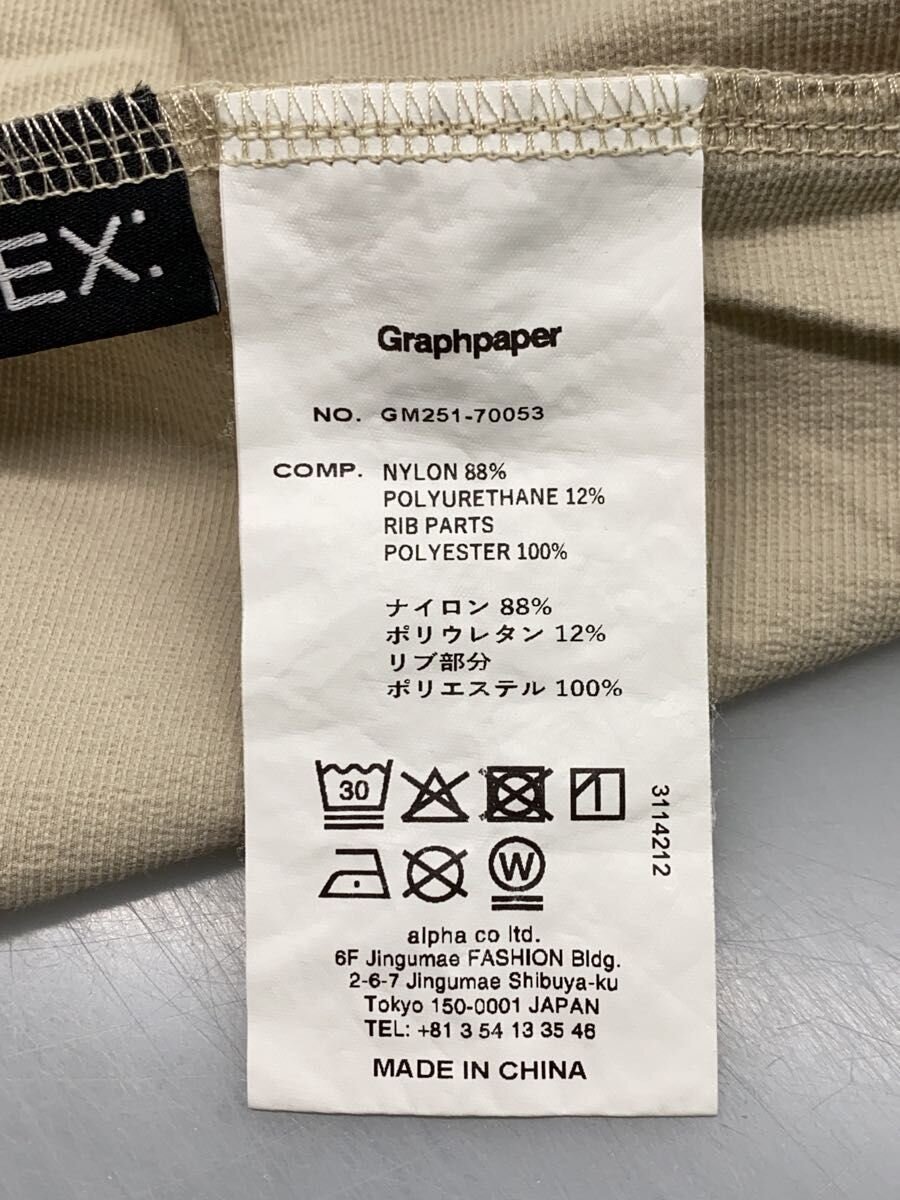 EX:
Graphpaper
NO. GM251-70053
COMP. NYLON 88%
POLYURETHANE 12%
RIB PARTS
POLYESTER 100%
ナイロン 88%
ポリウレタン 12%
リブ部分
ポリエステル 100%
30
W
3114212
alpha co ltd.
6F Jingumae FASHION Bldg.
2-6-7 Jingumae Shibuya-ku
Tokyo 150-0001 JAPAN
TEL: +81 3 54 13 35 46
MADE IN CHINA